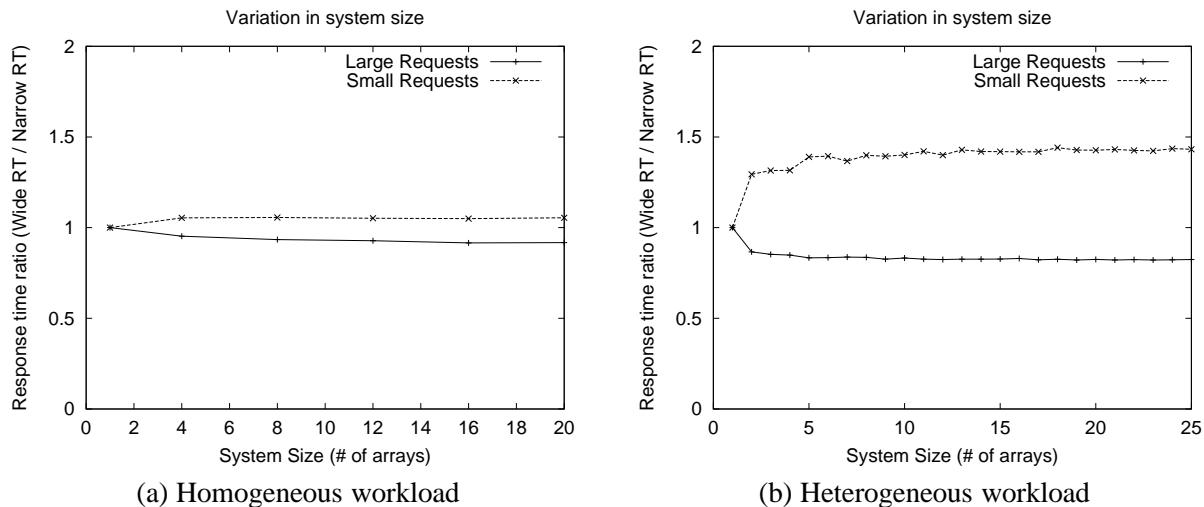 Variation in system size
Response time ratio (Wide RT / Narrow RT)
2
1.5
1
0.5
0
Large Requests
Small Requests
0 2 4 6 8 10 12 14 16 18 20
System Size (# of arrays)
(a) Homogeneous workload
Variation in system size
Response time ratio (Wide RT / Narrow RT)
2
1.5
1
0.5
0
Large Requests
Small Requests
0 5 10 15 20 25
System Size (# of arrays)
(b) Heterogeneous workload